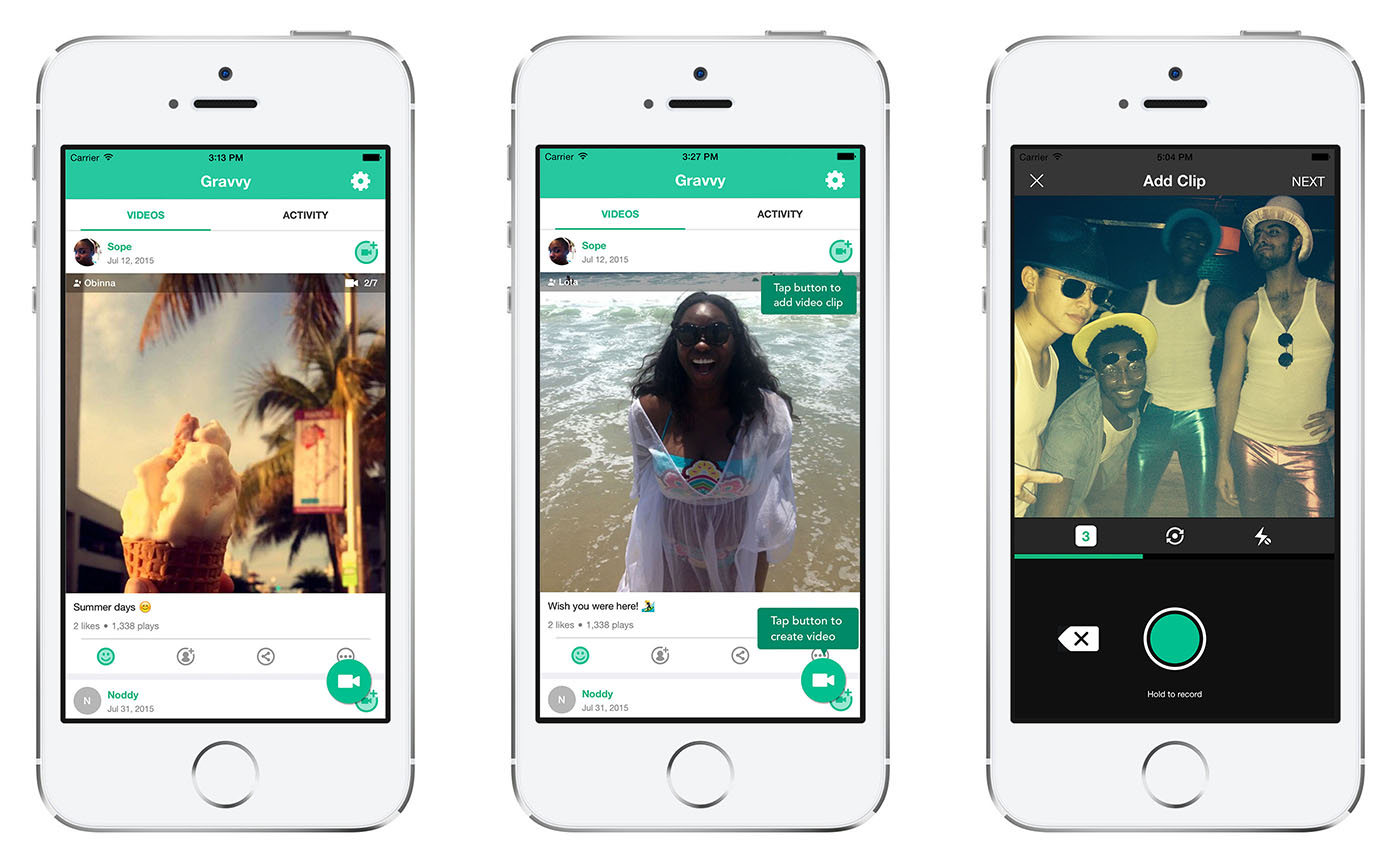 Carrier 3:13 PM
Gravvy
VIDEOS ACTIVITY
Sope
Jul 12, 2015
Obinna 2/7
Summer days 😊
2 likes • 1,338 plays
N Noddy
Jul 31, 2015
Carrier 3:27 PM
Gravvy
VIDEOS ACTIVITY
Sope
Jul 12, 2015
Lota
Tap button to
add video clip
Wish you were here! 🏄
2 likes • 1,338 plays
Tap button to
create video
N Noddy
Jul 31, 2015
Carrier 5:04 PM
Add Clip NEXT
3
Hold to record